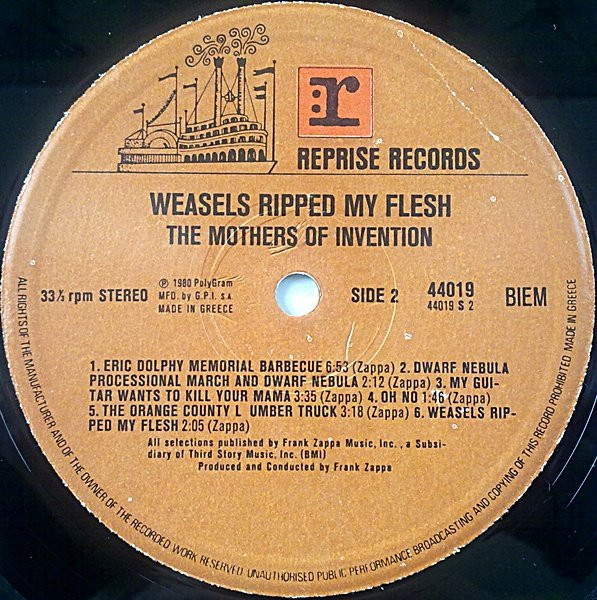 :r
REPRISE RECORDS
WEASELS RIPPED MY FLESH
THE MOTHERS OF INVENTION
33⅓ rpm STEREO
℗ 1980 PolyGram
MFD. by G.P.I. S.A.
MADE IN GREECE
SIDE 2
44019
44019 S 2
BIEM
1. ERIC DOLPHY MEMORIAL BARBECUE 6:53 (Zappa) 2. DWARF NEBULA
PROCESSIONAL MARCH AND DWARF NEBULA 2:12 (Zappa) 3. MY GUI-
TAR WANTS TO KILL YOUR MAMA 3:35 (Zappa) 4. OH NO 1:46 (Zappa)
5. THE ORANGE COUNTY L UMBER TRUCK 3:18 (Zappa) 6. WEASELS RIP-
PED MY FLESH 2:05 (Zappa)
All selections published by Frank Zappa Music, Inc., a Subsi-
diary of Third Story Music, Inc. (BMI)
Produced and Conducted by Frank Zappa
ALL RIGHTS OF THE MANUFACTURER AND OF THE OWNER OF THE RECORDED WORK RESERVED. UNAUTHORISED PUBLIC PERFORMANCE BROADCASTING AND COPYING OF THIS RECORD PROHIBITED MADE IN GREECE